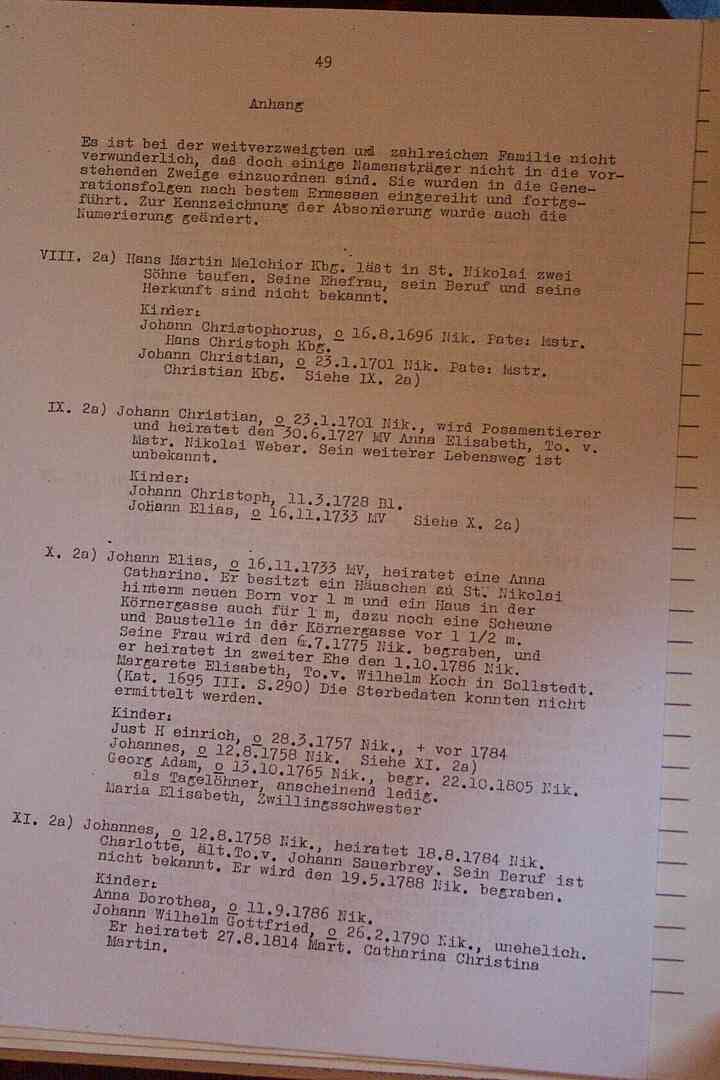 49
Anhang
Es ist bei der weitverzweigten und zahlreichen Familie nicht
verwunderlich, daß doch einige Namensträger nicht in die vor-
stehenden Zweige einzuordnen sind. Sie wurden in die Gene-
rationsfolgen nach bestem Ermessen eingereiht und fortge-
führt. Zur Kennzeichnung der Absonderung wurde auch die
Numerierung geändert.
VIII. 2a) Hans Martin Melchior Kbg. läst in St. Nikolai zwei
Söhne taufen. Seine Ehefrau, sein Beruf und seine
Herkunft sind nicht bekannt.
Kinder:
Johann Christophorus, o 16.8.1696 Nik. Pate: Mstr.
Hans Christoph Kbg.
Johann Christian, o 23.1.1701 Nik. Pate: Mstr.
Christian Kbg. Siehe IX. 2a)
IX. 2a) Johann Christian, o 23.1.1701 Nik., wird Posamentierer
und heiratet den 30.6.1727 MV Anna Elisabeth, To. v.
Mstr. Nikolai Weber. Sein weiterer Lebensweg ist
unbekannt.
Kinder:
Johann Christoph, 11.3.1728 Bl.
Johann Elias, o 16.11.1733 MV Siehe X. 2a)
X. 2a) Johann Elias, o 16.11.1733 MV, heiratet eine Anna
Catharina. Er besitzt ein Häuschen zu St. Nikolai
hinterm neuen Born vor 1 m und ein Haus in der
Körnergasse auch für 1 m, dazu noch eine Scheune
und Baustelle in der Körnergasse vor 1 1/2 m.
Seine Frau wird den 6.7.1775 Nik. begraben, und
er heiratet in zweiter Ehe den 1.10.1786 Nik.
Margarete Elisabeth, To.v. Wilhelm Koch in Sollstedt.
(Kat. 1695 III. S.290) Die Sterbedaten konnten nicht
ermittelt werden.
Kinder:
Just H einrich, o 28.3.1757 Nik., + vor 1784
Johannes, o 12.8.1758 Nik. Siehe XI. 2a)
Georg Adam, o 13.10.1765 Nik., begr. 22.10.1805 Nik.
als Tagelöhner, anscheinend ledig.
Maria Elisabeth, Zwillingsschwester
XI. 2a) Johannes, o 12.8.1758 Nik., heiratet 18.8.1784 Nik.
Charlotte, ält.To.v. Johann Sauerbrey. Sein Beruf ist
nicht bekannt. Er wird den 19.5.1788 Nik. begraben.
Kinder:
Anna Dorothea, o 11.9.1786 Nik.
Johann Wilhelm Gottfried, o 26.2.1790 Nik., unehelich.
Er heiratet 27.8.1814 Mart. Catharina Christina
Martin.